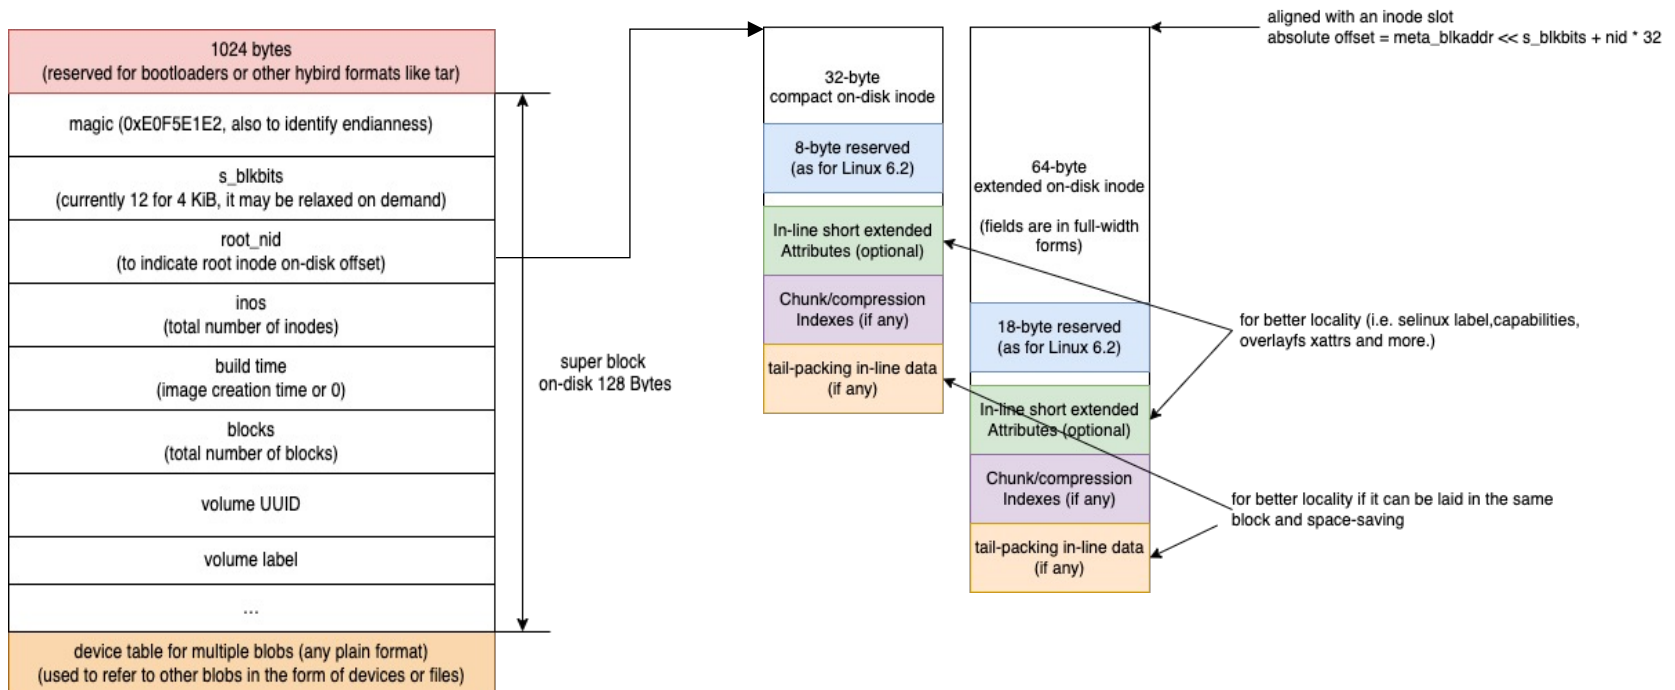 1024 bytes
(reserved for bootloaders or other hybird formats like tar)
magic (0xE0F5E1E2, also to identify endianness)
s_blkbits
(currently 12 for 4 KiB, it may be relaxed on demand)
root_nid
(to indicate root inode on-disk offset)
inos
(total number of inodes)
build time
(image creation time or 0)
blocks
(total number of blocks)
volume UUID
volume label
...
device table for multiple blobs (any plain format)
(used to refer to other blobs in the form of devices or files)
super block
on-disk 128 Bytes
32-byte
compact on-disk inode
8-byte reserved
(as for Linux 6.2)
In-line short extended
Attributes (optional)
Chunk/compression
Indexes (if any)
tail-packing in-line data
(if any)
64-byte
extended on-disk inode
(fields are in full-width
forms)
18-byte reserved
(as for Linux 6.2)
In-line short extended
Attributes (optional)
Chunk/compression
Indexes (if any)
tail-packing in-line data
(if any)
aligned with an inode slot
absolute offset = meta_blkaddr << s_blkbits + nid * 32
for better locality (i.e. selinux label,capabilities,
overlayfs xattrs and more.)
for better locality if it can be laid in the same
block and space-saving